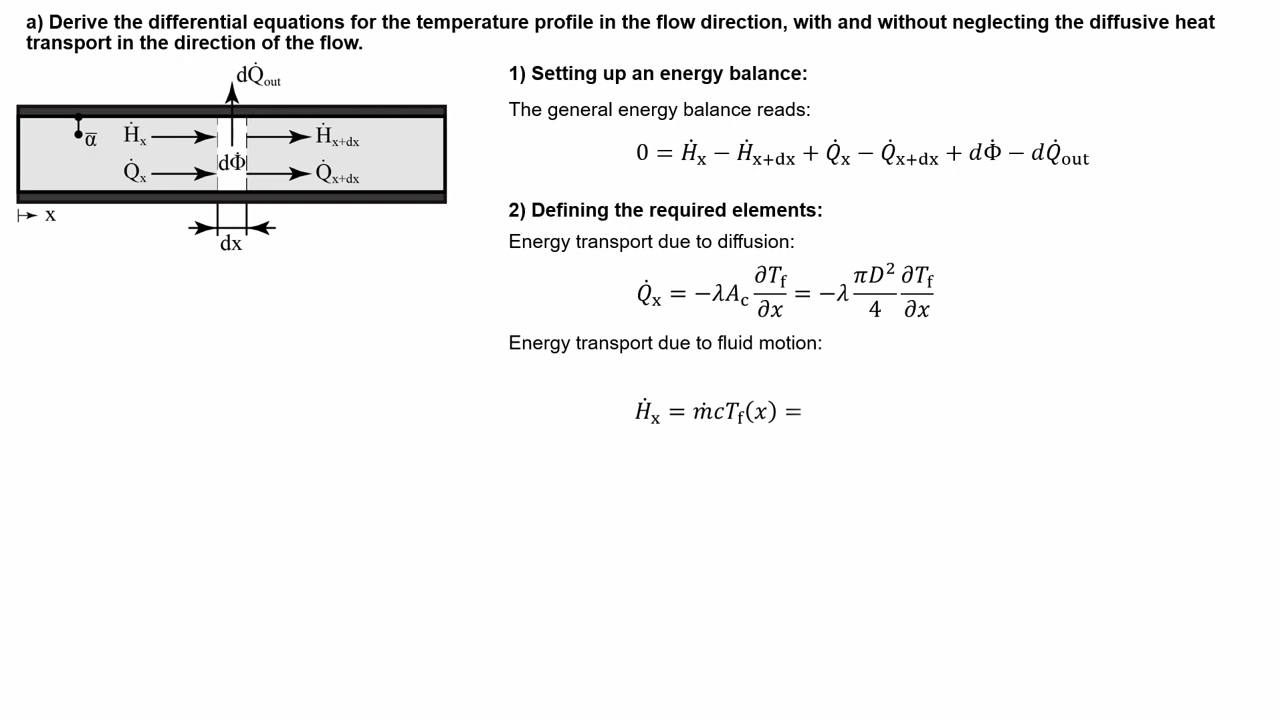 a) Derive the differential equations for the temperature profile in the flow direction, with and without neglecting the diffusive heat
transport in the direction of the flow.
dQ̇out
ᾱ
Ḣx
Ḣx+dx
dΦ̇
Q̇x
Q̇x+dx
x
dx
1) Setting up an energy balance:
The general energy balance reads:
0 = Ḣx − Ḣx+dx + Q̇x − Q̇x+dx + dΦ̇ − dQ̇out
2) Defining the required elements:
Energy transport due to diffusion:
Q̇x = −λAc ∂Tf/∂x = −λ πD²/4 ∂Tf/∂x
Energy transport due to fluid motion:
Ḣx = ṁcTf(x) =